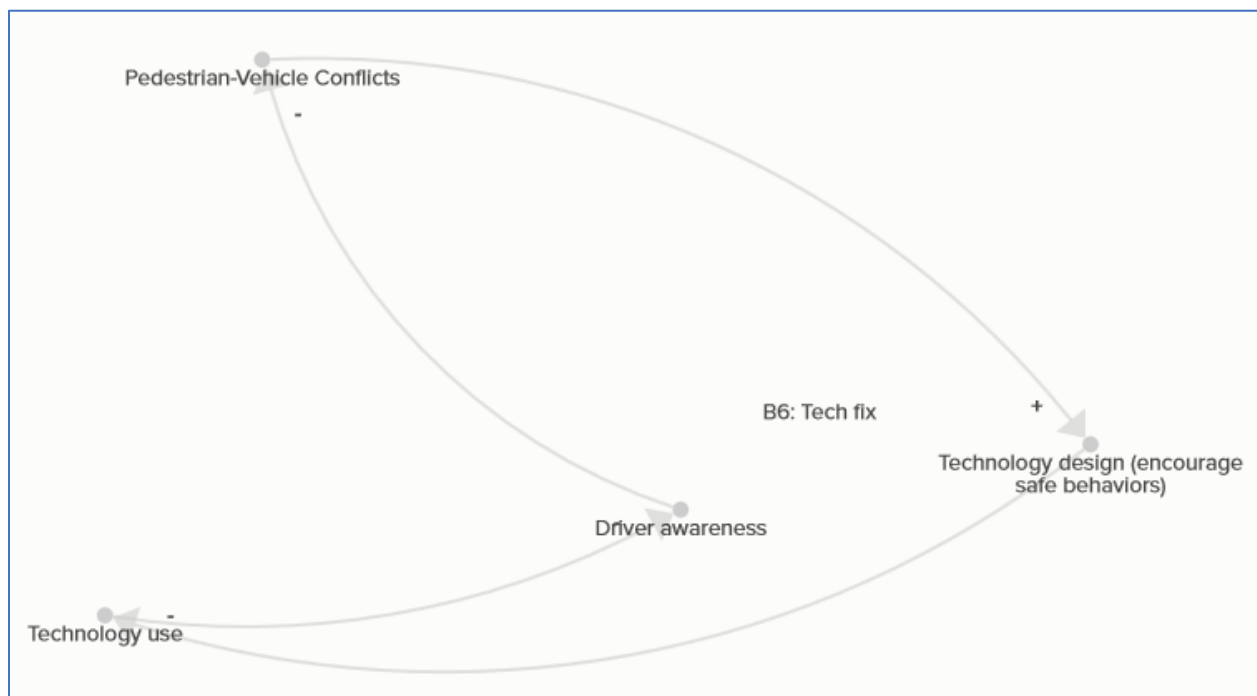 Pedestrian-Vehicle Conflicts
-
B6: Tech fix
+
Technology design (encourage
safe behaviors)
-
Driver awareness
-
Technology use